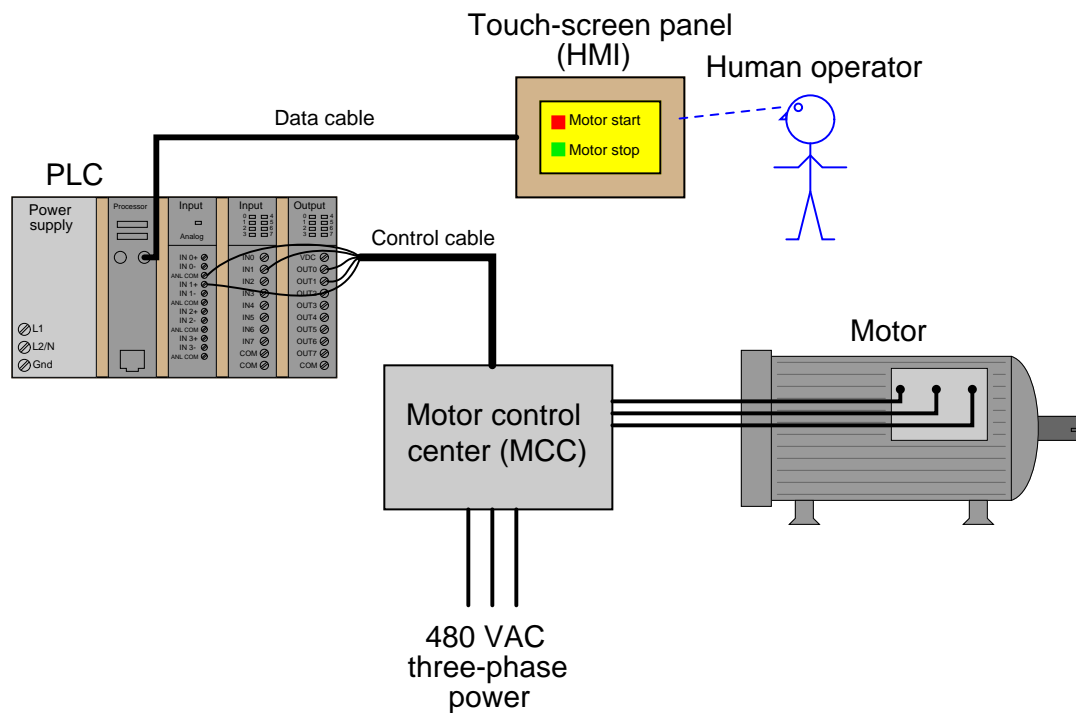 Touch-screen panel
(HMI)
Human operator
Data cable
Motor start
Motor stop
PLC
Power
supply
L1
L2/N
Gnd
Processor
Input
Analog
IN 0+
IN 0-
ANL COM
IN 1+
IN 1-
ANL COM
IN 2+
IN 2-
ANL COM
IN 3+
IN 3-
ANL COM
Input
0 4
1 5
2 6
3 7
IN0
IN1
IN2
IN3
IN4
IN5
IN6
IN7
COM
COM
Output
0 4
1 5
2 6
3 7
VDC
OUT0
OUT1
OUT2
OUT3
OUT4
OUT5
OUT6
OUT7
COM
Control cable
Motor
Motor control
center (MCC)
480 VAC
three-phase
power